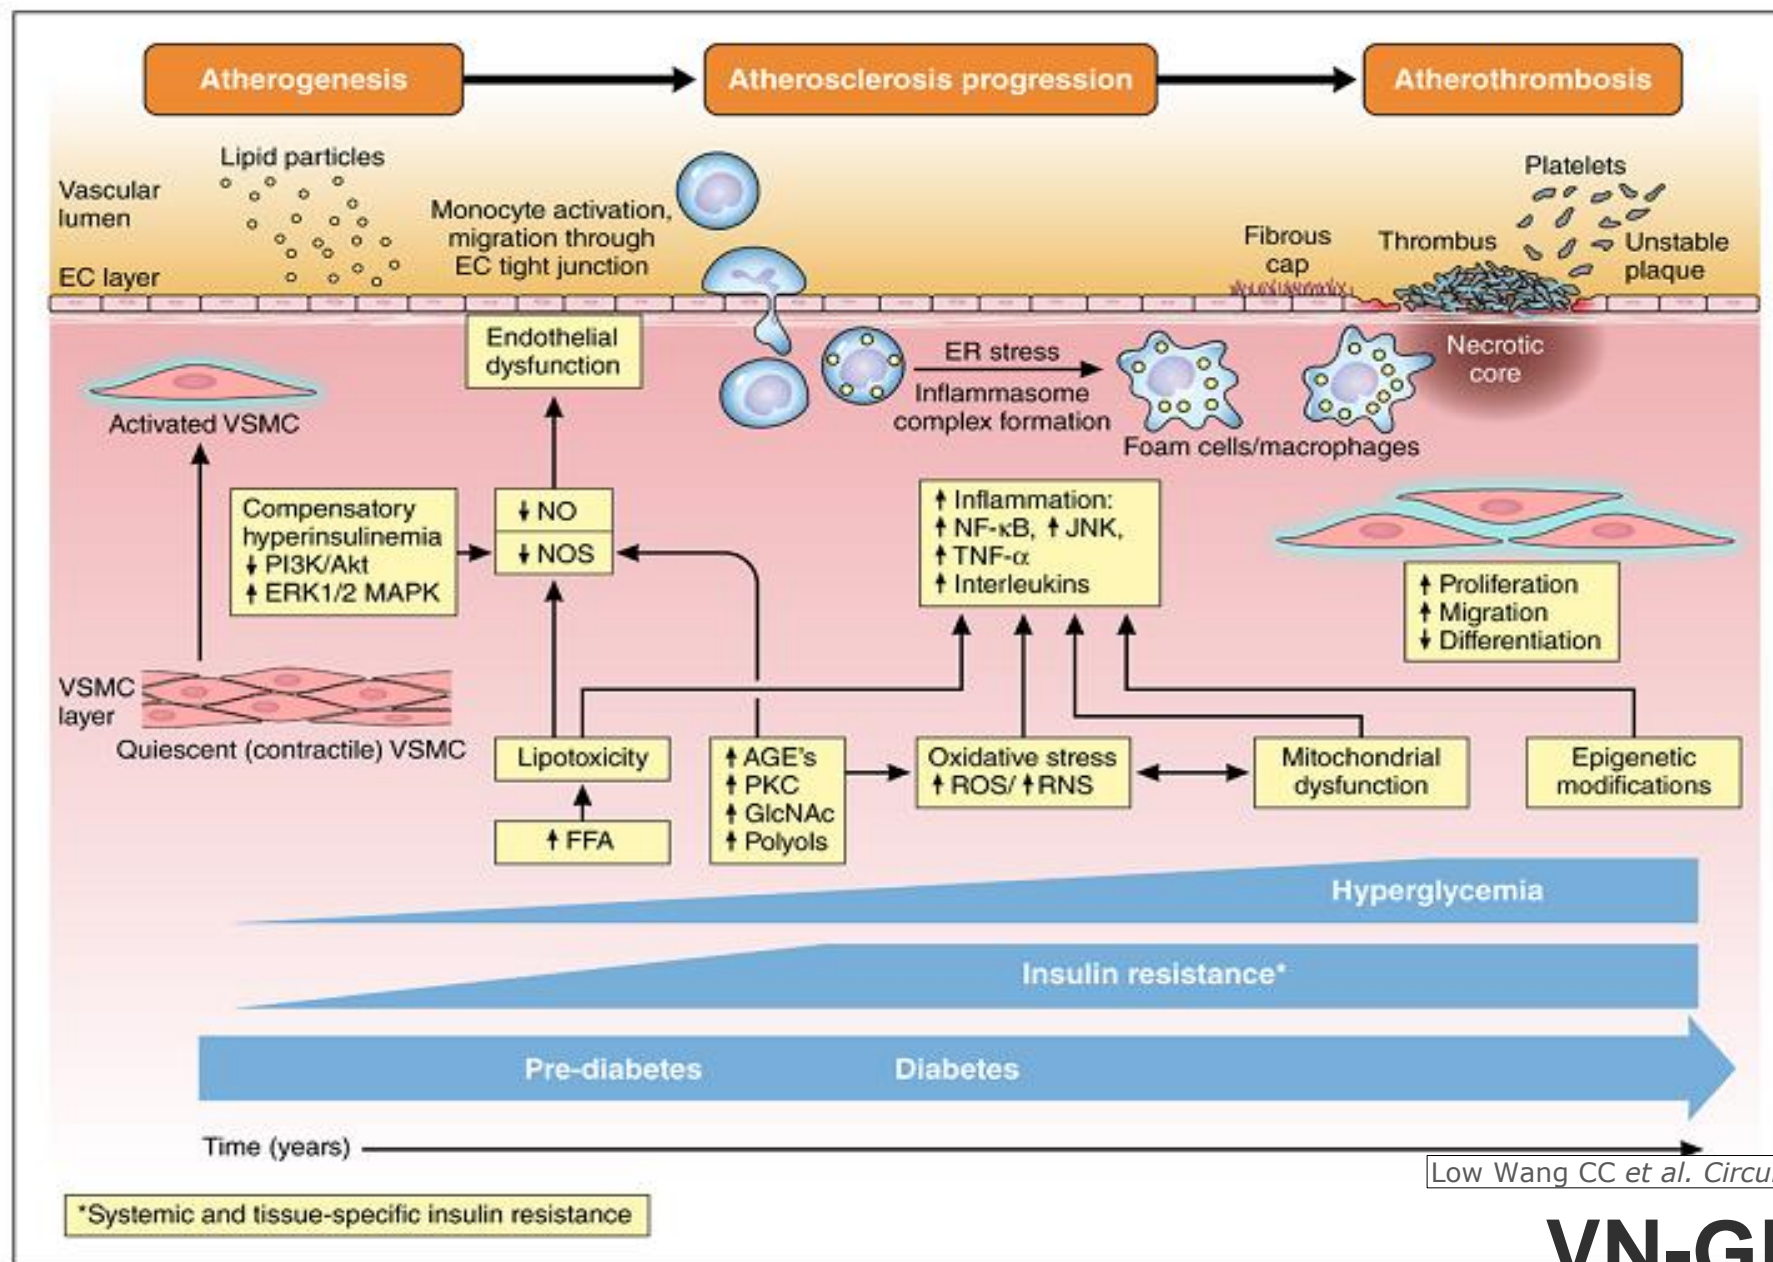 Atherogenesis
Atherosclerosis progression
Atherothrombosis
Lipid particles
Vascular
lumen
EC layer
Monocyte activation,
migration through
EC tight junction
Fibrous
cap
Platelets
Thrombus
Unstable
plaque
Endothelial
dysfunction
ER stress
Inflammasome
complex formation
Necrotic
core
Foam cells/macrophages
Activated VSMC
Compensatory
hyperinsulinemia
↓ PI3K/Akt
↑ ERK1/2 MAPK
↓ NO
↓ NOS
↑ Inflammation:
↑ NF-κB, ↑ JNK,
↑ TNF-α
↑ Interleukins
↑ Proliferation
↑ Migration
↓ Differentiation
VSMC
layer
Quiescent (contractile) VSMC
Lipotoxicity
↑ FFA
↑ AGE's
↑ PKC
↑ GlcNAc
↑ Polyols
Oxidative stress
↑ ROS/ ↑ RNS
Mitochondrial
dysfunction
Epigenetic
modifications
Hyperglycemia
Insulin resistance*
Pre-diabetes
Diabetes
Time (years)
Low Wang CC et al. Circu
*Systemic and tissue-specific insulin resistance